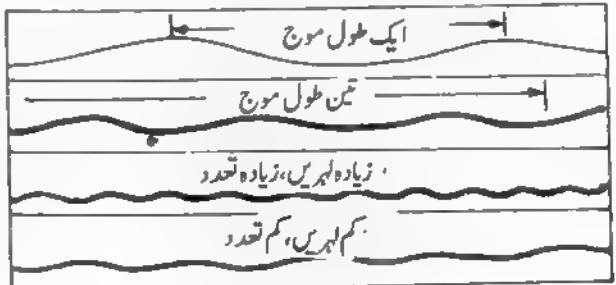 ایک طول موج
تین طول موج
زیادہ لہریں، زیادہ تعدد
کم لہریں، کم تعدد